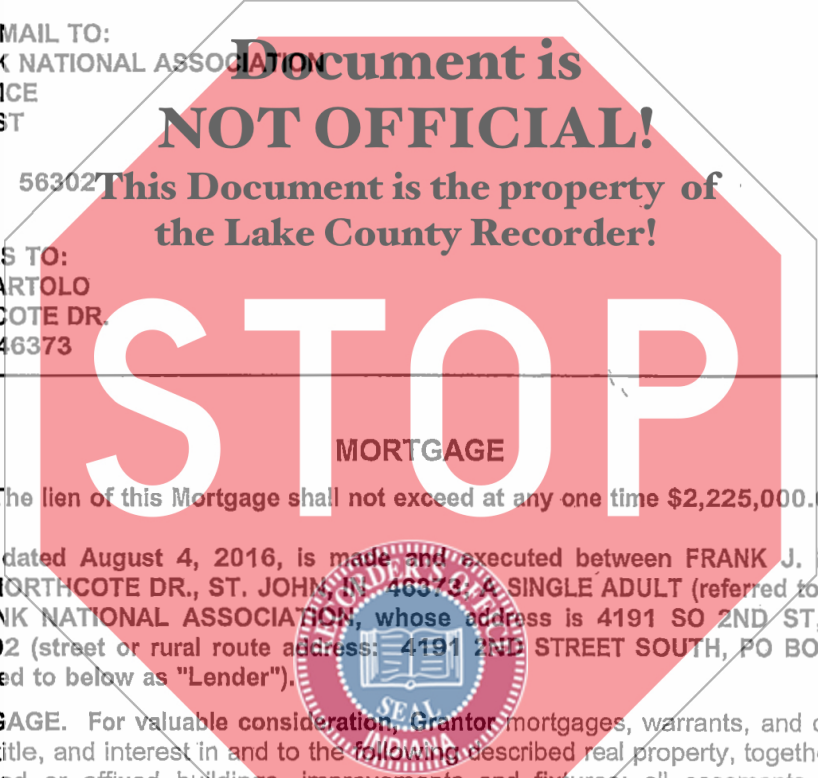 MAIL TO:
K NATIONAL ASSOCIATION
ICE
ST
56302
Document is
NOT OFFICIAL!
This Document is the property of
the Lake County Recorder!
S TO:
ARTOLO
COTE DR.
46373
STOP
MORTGAGE
The lien of this Mortgage shall not exceed at any one time $2,225,000.
dated August 4, 2016, is made and executed between FRANK J.
ORTHCOTE DR., ST. JOHN, IN 46373; A SINGLE ADULT (referred to
NK NATIONAL ASSOCIATION, whose address is 4191 SO 2ND ST,
2 (street or rural route address: 4191 2ND STREET SOUTH, PO BO
ed to below as "Lender").
GAGE. For valuable consideration, Grantor mortgages, warrants, and
itle, and interest in and to the following described real property, togeth
SEAL